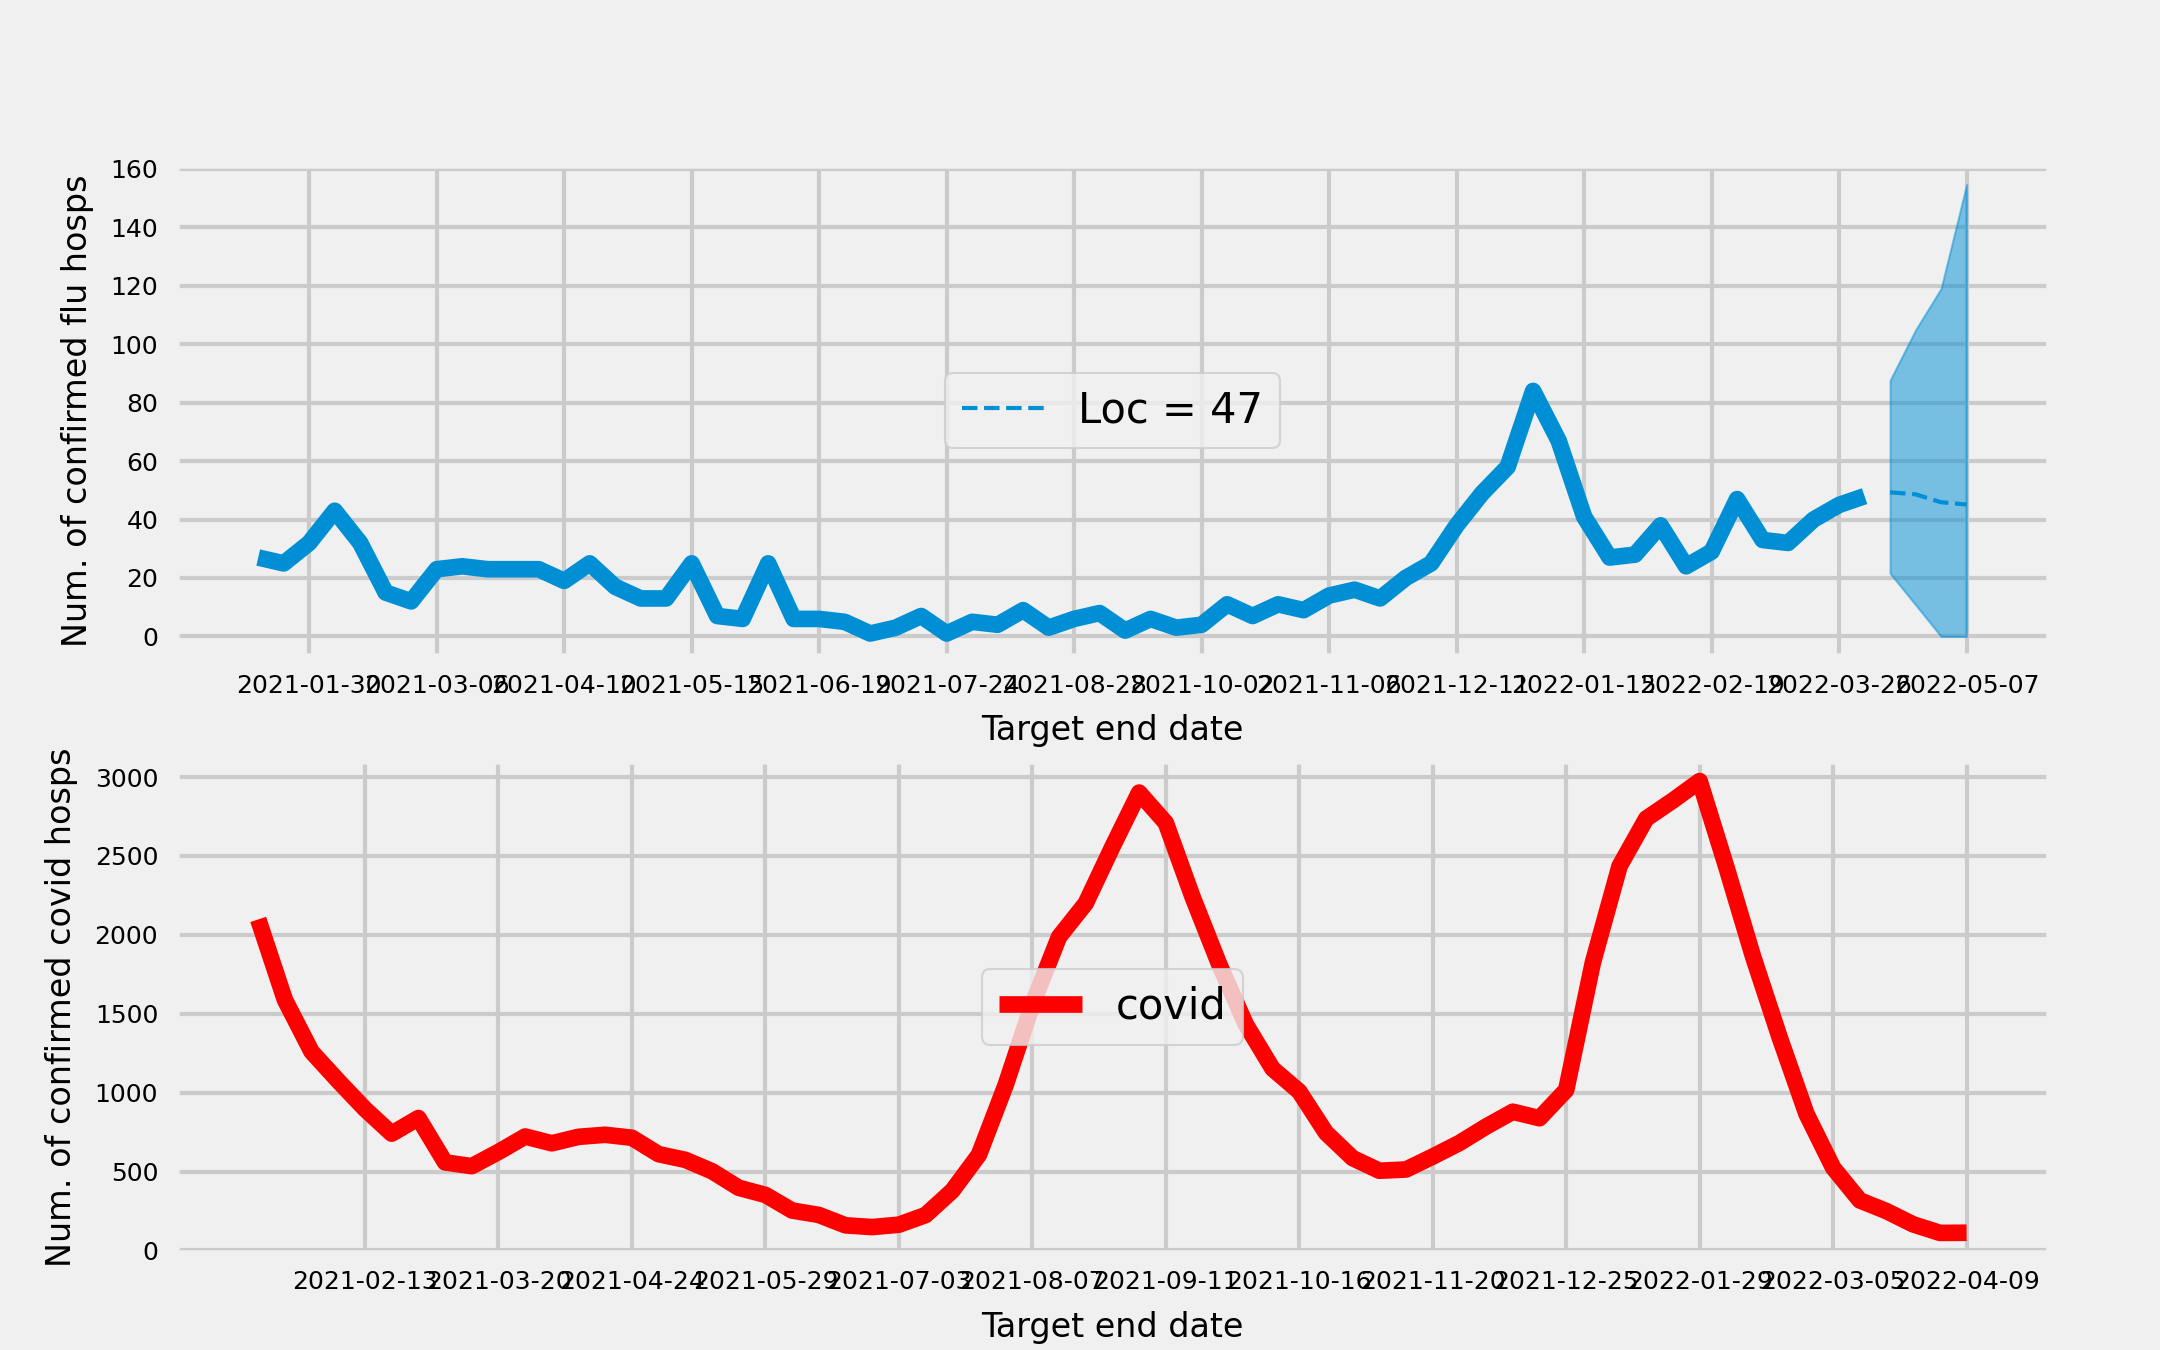 Num. of confirmed flu hosps
160
140
120
100
80
60
40
20
0
Loc = 47
2021-01-30 2021-03-06 2021-04-10 2021-05-15 2021-06-19 2021-07-24 2021-08-28 2021-10-02 2021-11-06 2021-12-11 2022-01-15 2022-02-19 2022-03-26 2022-05-07
Target end date
Num. of confirmed covid hosps
3000
2500
2000
1500
1000
500
0
covid
2021-02-13 2021-03-20 2021-04-24 2021-05-29 2021-07-03 2021-08-07 2021-09-11 2021-10-16 2021-11-20 2021-12-25 2022-01-29 2022-03-05 2022-04-09
Target end date